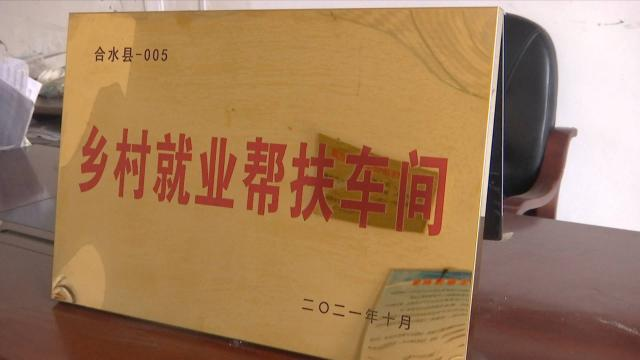 合水县-005
乡村就业帮扶车间
二〇二一年十月